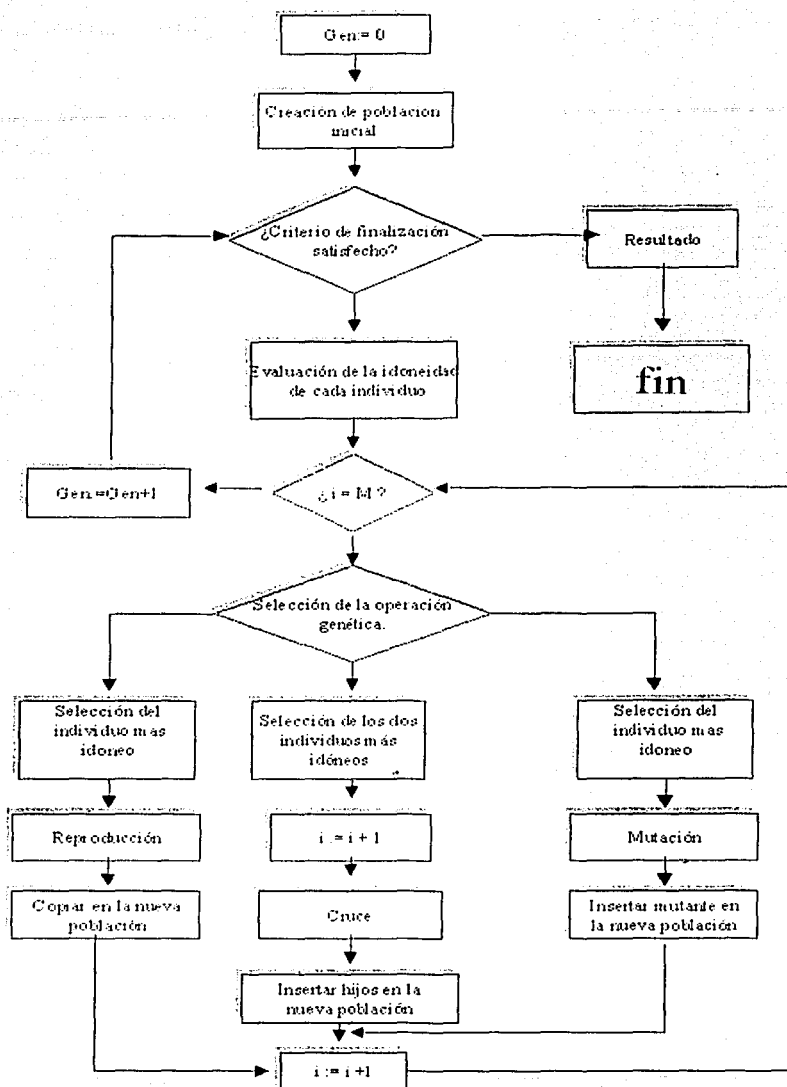 Gen:= 0
Creación de poblacion
inicial
¿Criterio de finalización
satisfecho?
Resultado
Evaluación de la idoneidad
de cada individuo
fin
Gen:=Gen+1
¿ i = M ?
Selección de la operación
genética.
Selección del
individuo mas
idoneo
Selección de los dos
individuos más
idóneos
Selección del
individuo mas
idoneo
Reproducción
i := i + 1
Mutación
Copiar en la nueva
población
Cruce
Insertar mutante en
la nueva población
Insertar hijos en la
nueva población
i := i +1